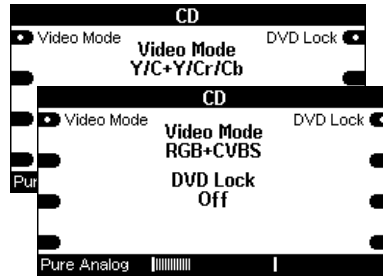 CD
Video Mode DVD Lock
Video Mode
Y/C+Y/Cr/Cb
CD
Video Mode DVD Lock
Video Mode
RGB+CVBS
DVD Lock
Off
Pur
Pure Analog